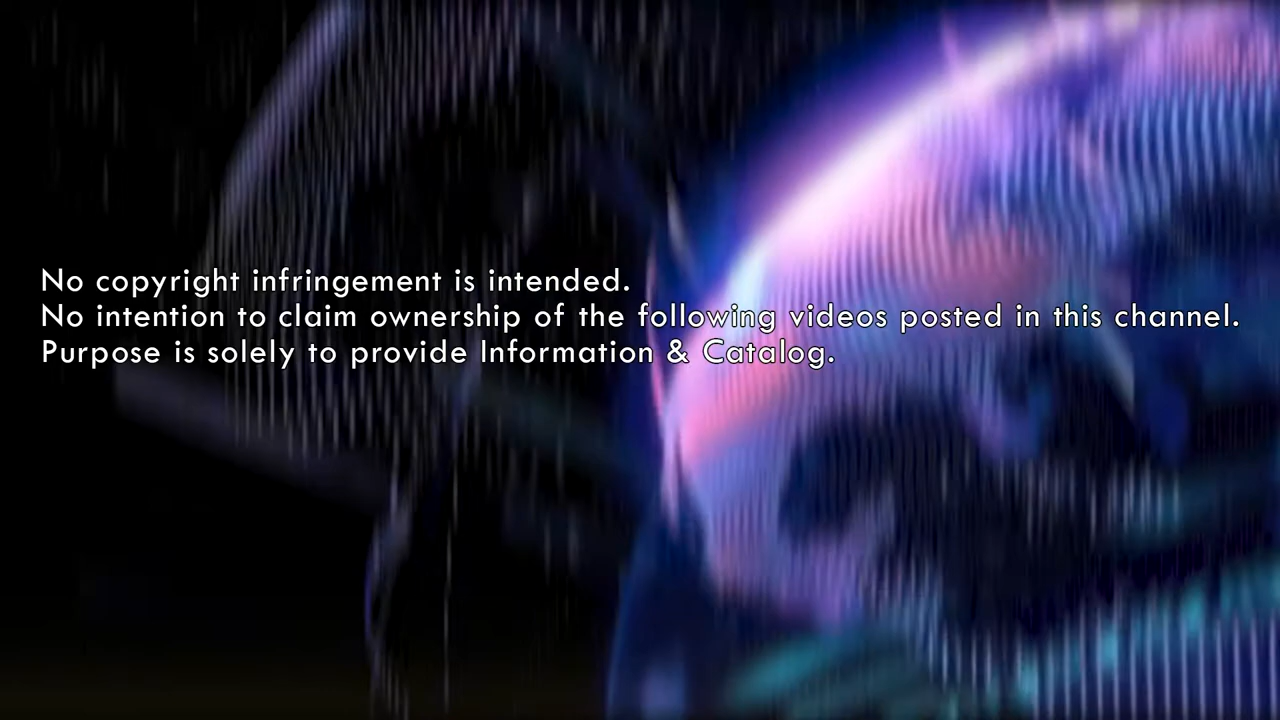 No copyright infringement is intended.
No intention to claim ownership of the following videos posted in this channel.
Purpose is solely to provide Information & Catalog.